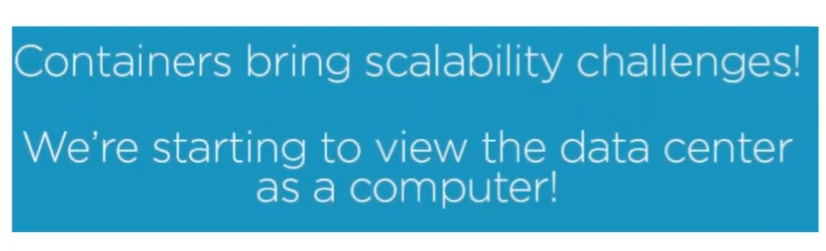 Containers bring scalability challenges!
We're starting to view the data center
as a computer!